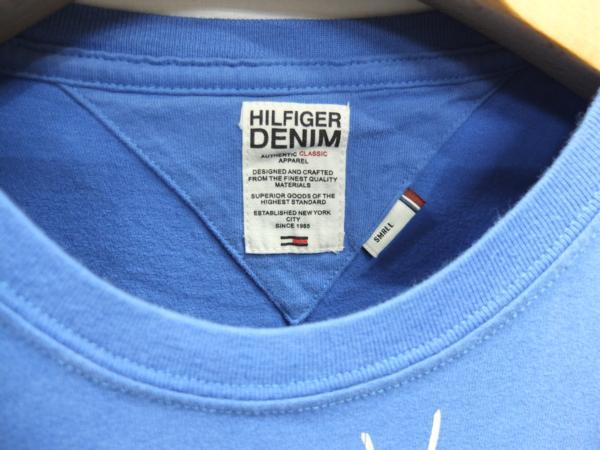 HILFIGER
DENIM
AUTHENTIC CLASSIC
APPAREL
DESIGNED AND CRAFTED
FROM THE FINEST QUALITY
MATERIALS
SUPERIOR GOODS OF THE
HIGHEST STANDARD
ESTABLISHED NEW YORK
CITY
SINCE 1985
SMALL